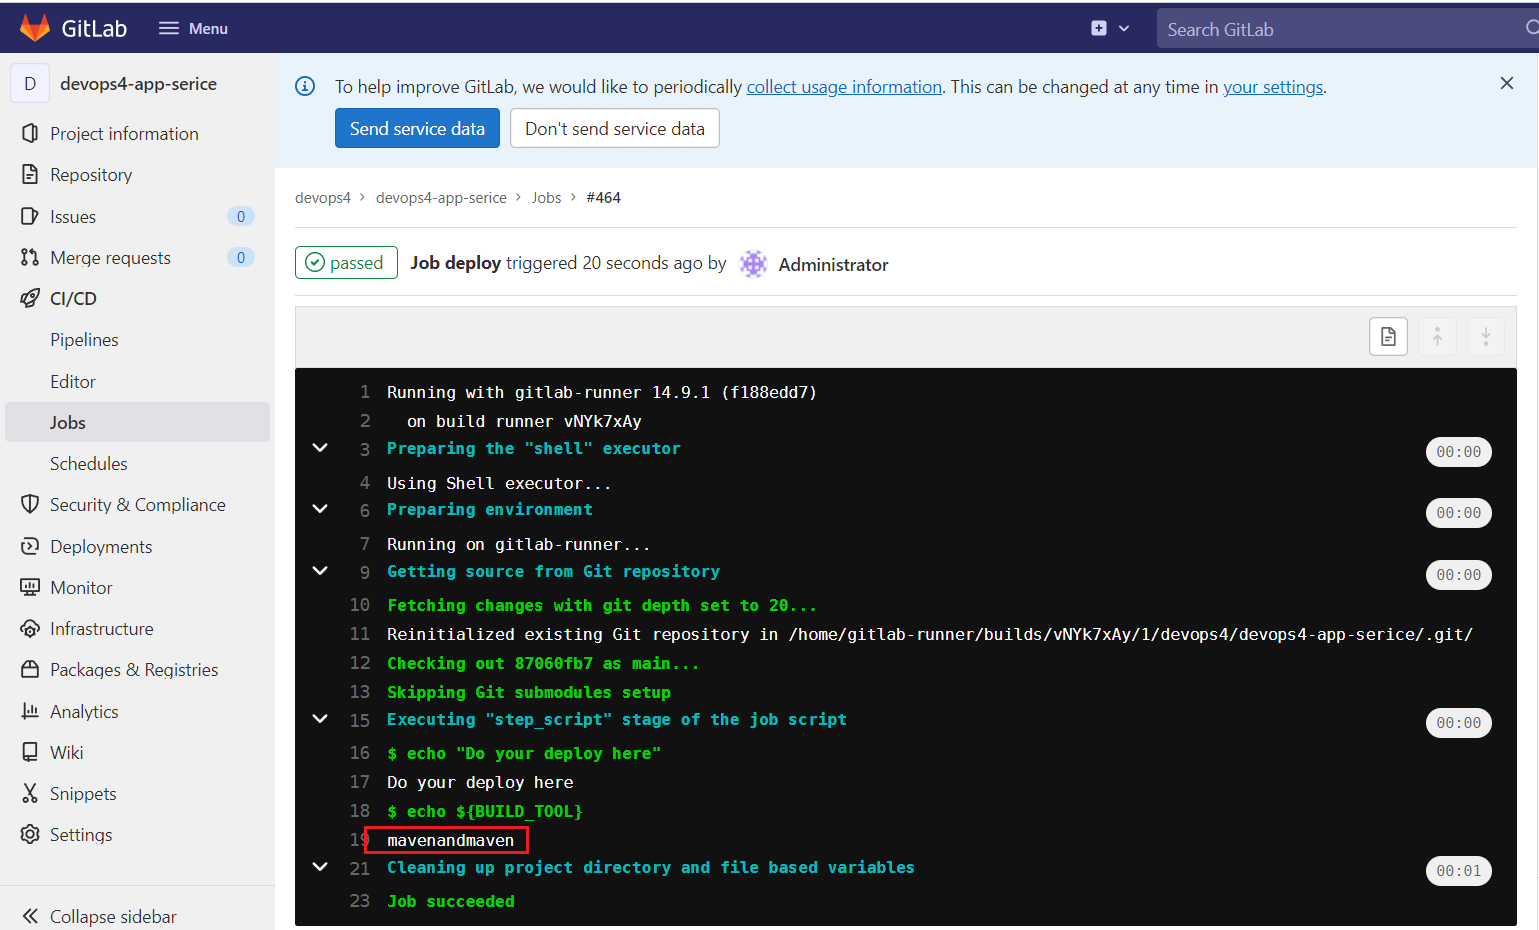 GitLab Menu Search GitLab
D devops4-app-serice
Project information
Repository
Issues 0
Merge requests 0
CI/CD
Pipelines
Editor
Jobs
Schedules
Security & Compliance
Deployments
Monitor
Infrastructure
Packages & Registries
Analytics
Wiki
Snippets
Settings
Collapse sidebar
To help improve GitLab, we would like to periodically collect usage information. This can be changed at any time in your settings.
Send service data Don't send service data
devops4 > devops4-app-serice > Jobs > #464
passed Job deploy triggered 20 seconds ago by Administrator
1 Running with gitlab-runner 14.9.1 (f188edd7)
2 on build runner vNYk7xAy
3 Preparing the "shell" executor 00:00
4 Using Shell executor...
6 Preparing environment 00:00
7 Running on gitlab-runner...
9 Getting source from Git repository 00:00
10 Fetching changes with git depth set to 20...
11 Reinitialized existing Git repository in /home/gitlab-runner/builds/vNYk7xAy/1/devops4/devops4-app-serice/.git/
12 Checking out 87060fb7 as main...
13 Skipping Git submodules setup
15 Executing "step_script" stage of the job script 00:00
16 $ echo "Do your deploy here"
17 Do your deploy here
18 $ echo ${BUILD_TOOL}
19 mavenandmaven
21 Cleaning up project directory and file based variables 00:01
23 Job succeeded